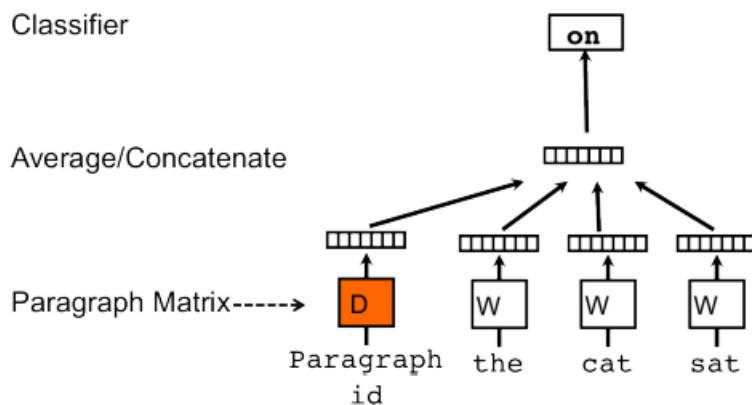 Classifier
on
Average/Concatenate
Paragraph Matrix
D
W
W
W
Paragraph
id
the
cat
sat